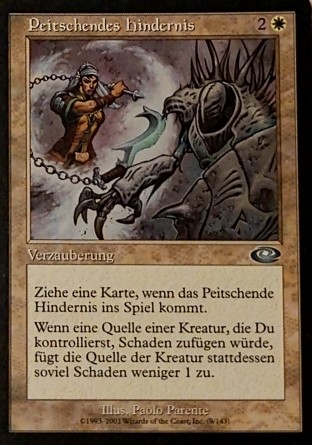 Peitschendes Hindernis 2
Verzauberung
Ziehe eine Karte, wenn das Peitschende
Hindernis ins Spiel kommt.
Wenn eine Quelle einer Kreatur, die Du
kontrollierst, Schaden zufügen würde,
fügt die Quelle der Kreatur stattdessen
soviel Schaden weniger 1 zu.
Illus. Paolo Parente
©1993-2001 Wizards of the Coast, Inc. (9/143)